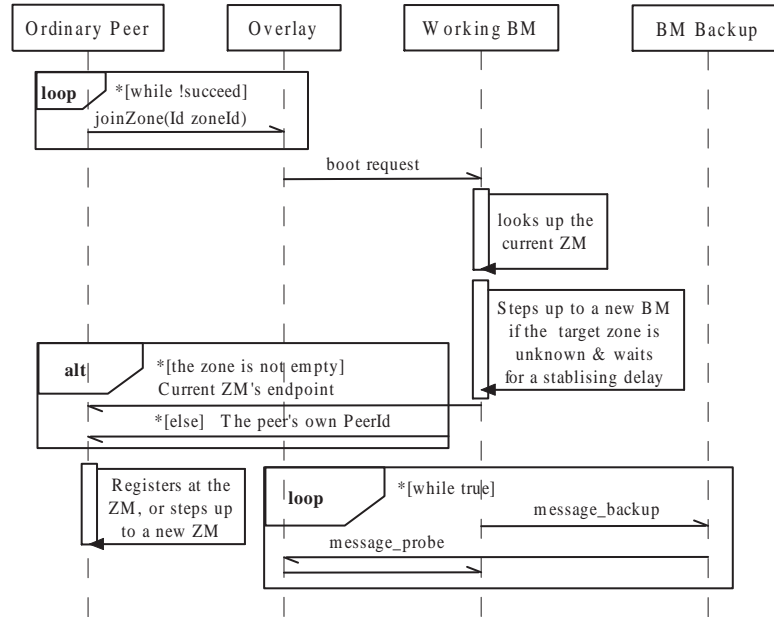 Ordinary Peer
Overlay
Working BM
BM Backup
loop
*[while !succeed]
joinZone(Id zoneId)
boot request
looks up the
current ZM
Steps up to a new BM
if the target zone is
unknown & waits
for a stablising delay
alt
*[the zone is not empty]
Current ZM's endpoint
*[else] The peer's own PeerId
Registers at the
ZM, or steps up
to a new ZM
loop
*[while true]
message_backup
message_probe